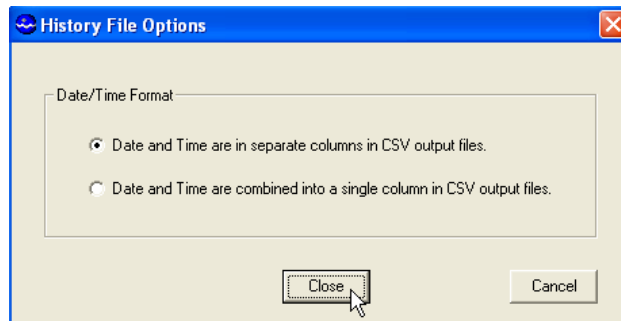 History File Options
Date/Time Format
Date and Time are in separate columns in CSV output files.
Date and Time are combined into a single column in CSV output files.
Close
Cancel